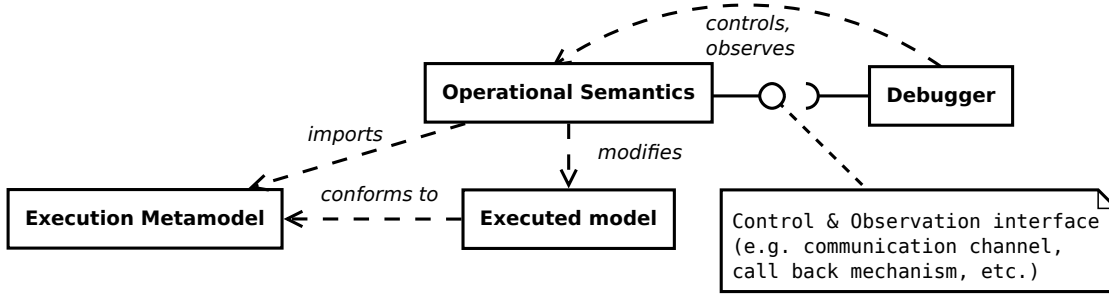 controls,
observes
Operational Semantics
Debugger
imports
modifies
Execution Metamodel
conforms to
Executed model
Control & Observation interface
(e.g. communication channel,
call back mechanism, etc.)